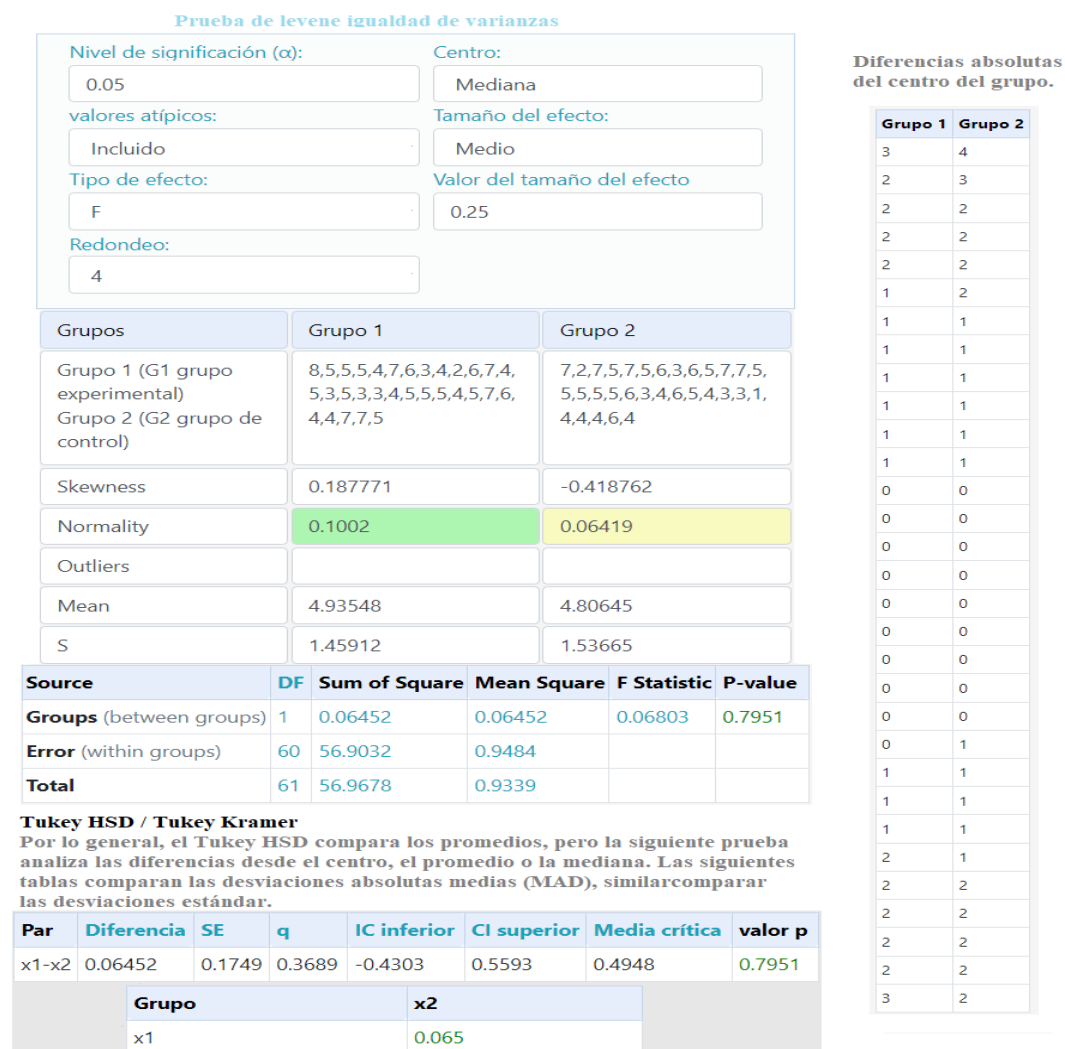 Prueba de levene igualdad de varianzas
Nivel de significación (α): Centro:
0.05 Mediana
valores atípicos: Tamaño del efecto:
Incluido Medio
Tipo de efecto: Valor del tamaño del efecto
F 0.25
Redondeo:
4
Grupos Grupo 1 Grupo 2
Grupo 1 (G1 grupo 8,5,5,5,4,7,6,3,4,2,6,7,4, 7,2,7,5,7,5,6,3,6,5,7,7,5,
experimental) 5,3,5,3,3,4,5,5,5,4,5,7,6, 5,5,5,5,6,3,4,6,5,4,3,3,1,
Grupo 2 (G2 grupo de 4,4,7,7,5 4,4,4,6,4
control)
Skewness 0.187771 -0.418762
Normality 0.1002 0.06419
Outliers
Mean 4.93548 4.80645
S 1.45912 1.53665
Source DF Sum of Square Mean Square F Statistic P-value
Groups (between groups) 1 0.06452 0.06452 0.06803 0.7951
Error (within groups) 60 56.9032 0.9484
Total 61 56.9678 0.9339
Tukey HSD / Tukey Kramer
Por lo general, el Tukey HSD compara los promedios, pero la siguiente prueba
analiza las diferencias desde el centro, el promedio o la mediana. Las siguientes
tablas comparan las desviaciones absolutas medias (MAD), similarcomparar
las desviaciones estándar.
Par Diferencia SE q IC inferior CI superior Media crítica valor p
x1-x2 0.06452 0.1749 0.3689 -0.4303 0.5593 0.4948 0.7951
Grupo x2
x1 0.065
Diferencias absolutas
del centro del grupo.
Grupo 1 Grupo 2
3 4
2 3
2 2
2 2
2 2
1 2
1 1
1 1
1 1
1 1
1 1
1 1
0 0
0 0
0 0
0 0
0 0
0 0
0 0
0 0
0 0
0 1
1 1
1 1
1 1
2 1
2 2
2 2
2 2
2 2
3 2